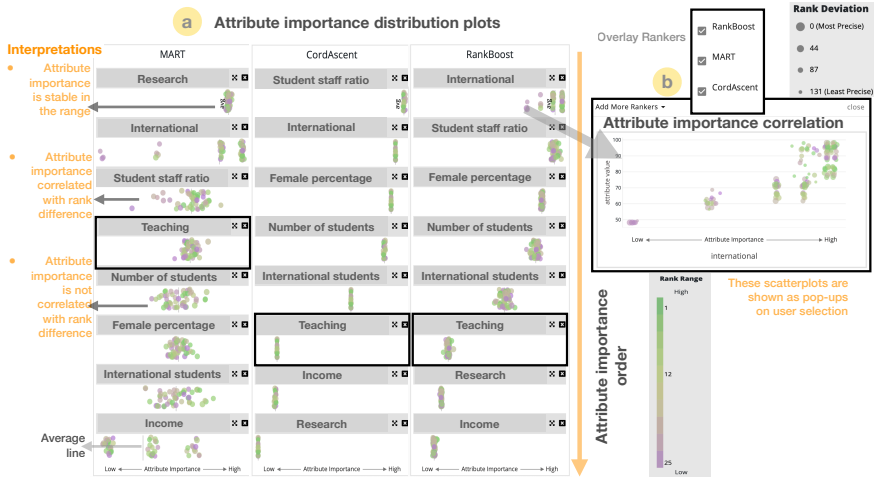 a Attribute importance distribution plots
Interpretations
Attribute
importance
is stable in
the range
Attribute
importance
correlated
with rank
difference
Attribute
importance
is not
correlated
with rank
difference
Average
line
MART
Research
International
Student staff ratio
Teaching
Number of students
Female percentage
International students
Income
Low Attribute Importance High
CordAscent
Student staff ratio
International
Female percentage
Number of students
International students
Teaching
Income
Research
Low Attribute Importance High
RankBoost
International
Student staff ratio
Female percentage
Number of students
International students
Teaching
Research
Income
Low Attribute Importance High
Attribute importance
order
Overlay Rankers
RankBoost
MART
CordAscent
Rank Deviation
0 (Most Precise)
44
87
131 (Least Precise)
b
Add More Rankers
close
Attribute importance correlation
attribute value
100
90
80
70
60
50
Low Attribute Importance High
international
These scatterplots are
shown as pop-ups
on user selection
Rank Range
High
1
12
25
Low